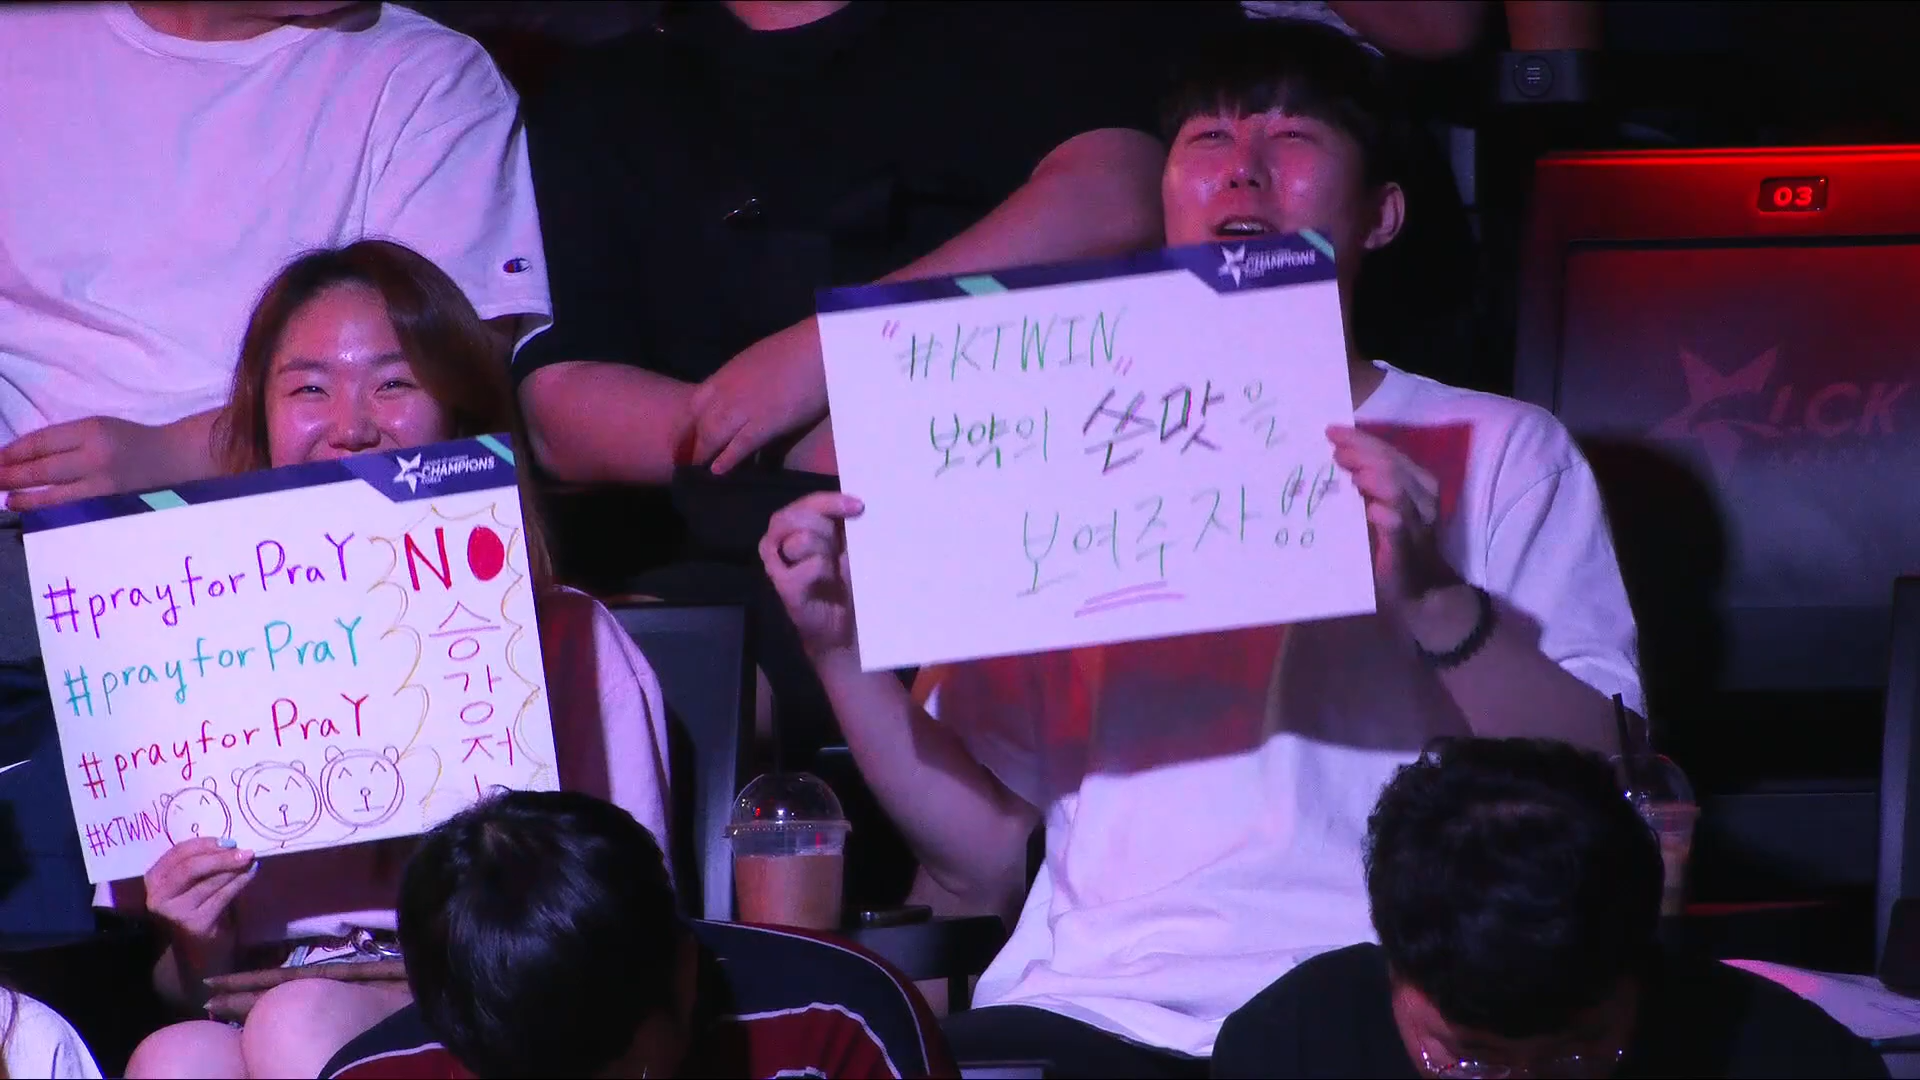 CHAMPIONS
#prayforPraY
#prayforPraY
#prayforPraY
#KTWIN
NO
승
강
전
CHAMPIONS
"#KTWIN"
보약의 쓴맛을
보여주자
03
LCK